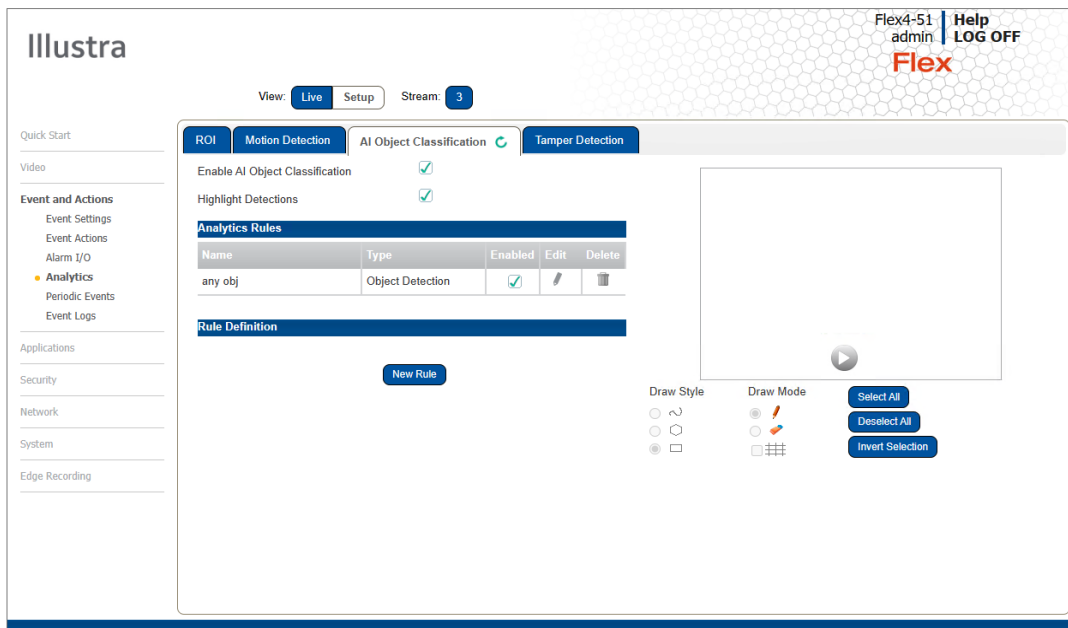 Illustra
Flex4-51 Help
admin LOG OFF
Flex
View: Live Setup Stream: 3
Quick Start
Video
Event and Actions
Event Settings
Event Actions
Alarm I/O
Analytics
Periodic Events
Event Logs
Applications
Security
Network
System
Edge Recording
ROI Motion Detection AI Object Classification Tamper Detection
Enable AI Object Classification
Highlight Detections
Analytics Rules
Name Type Enabled Edit Delete
any obj Object Detection
Rule Definition
New Rule
Draw Style Draw Mode
Select All
Deselect All
Invert Selection